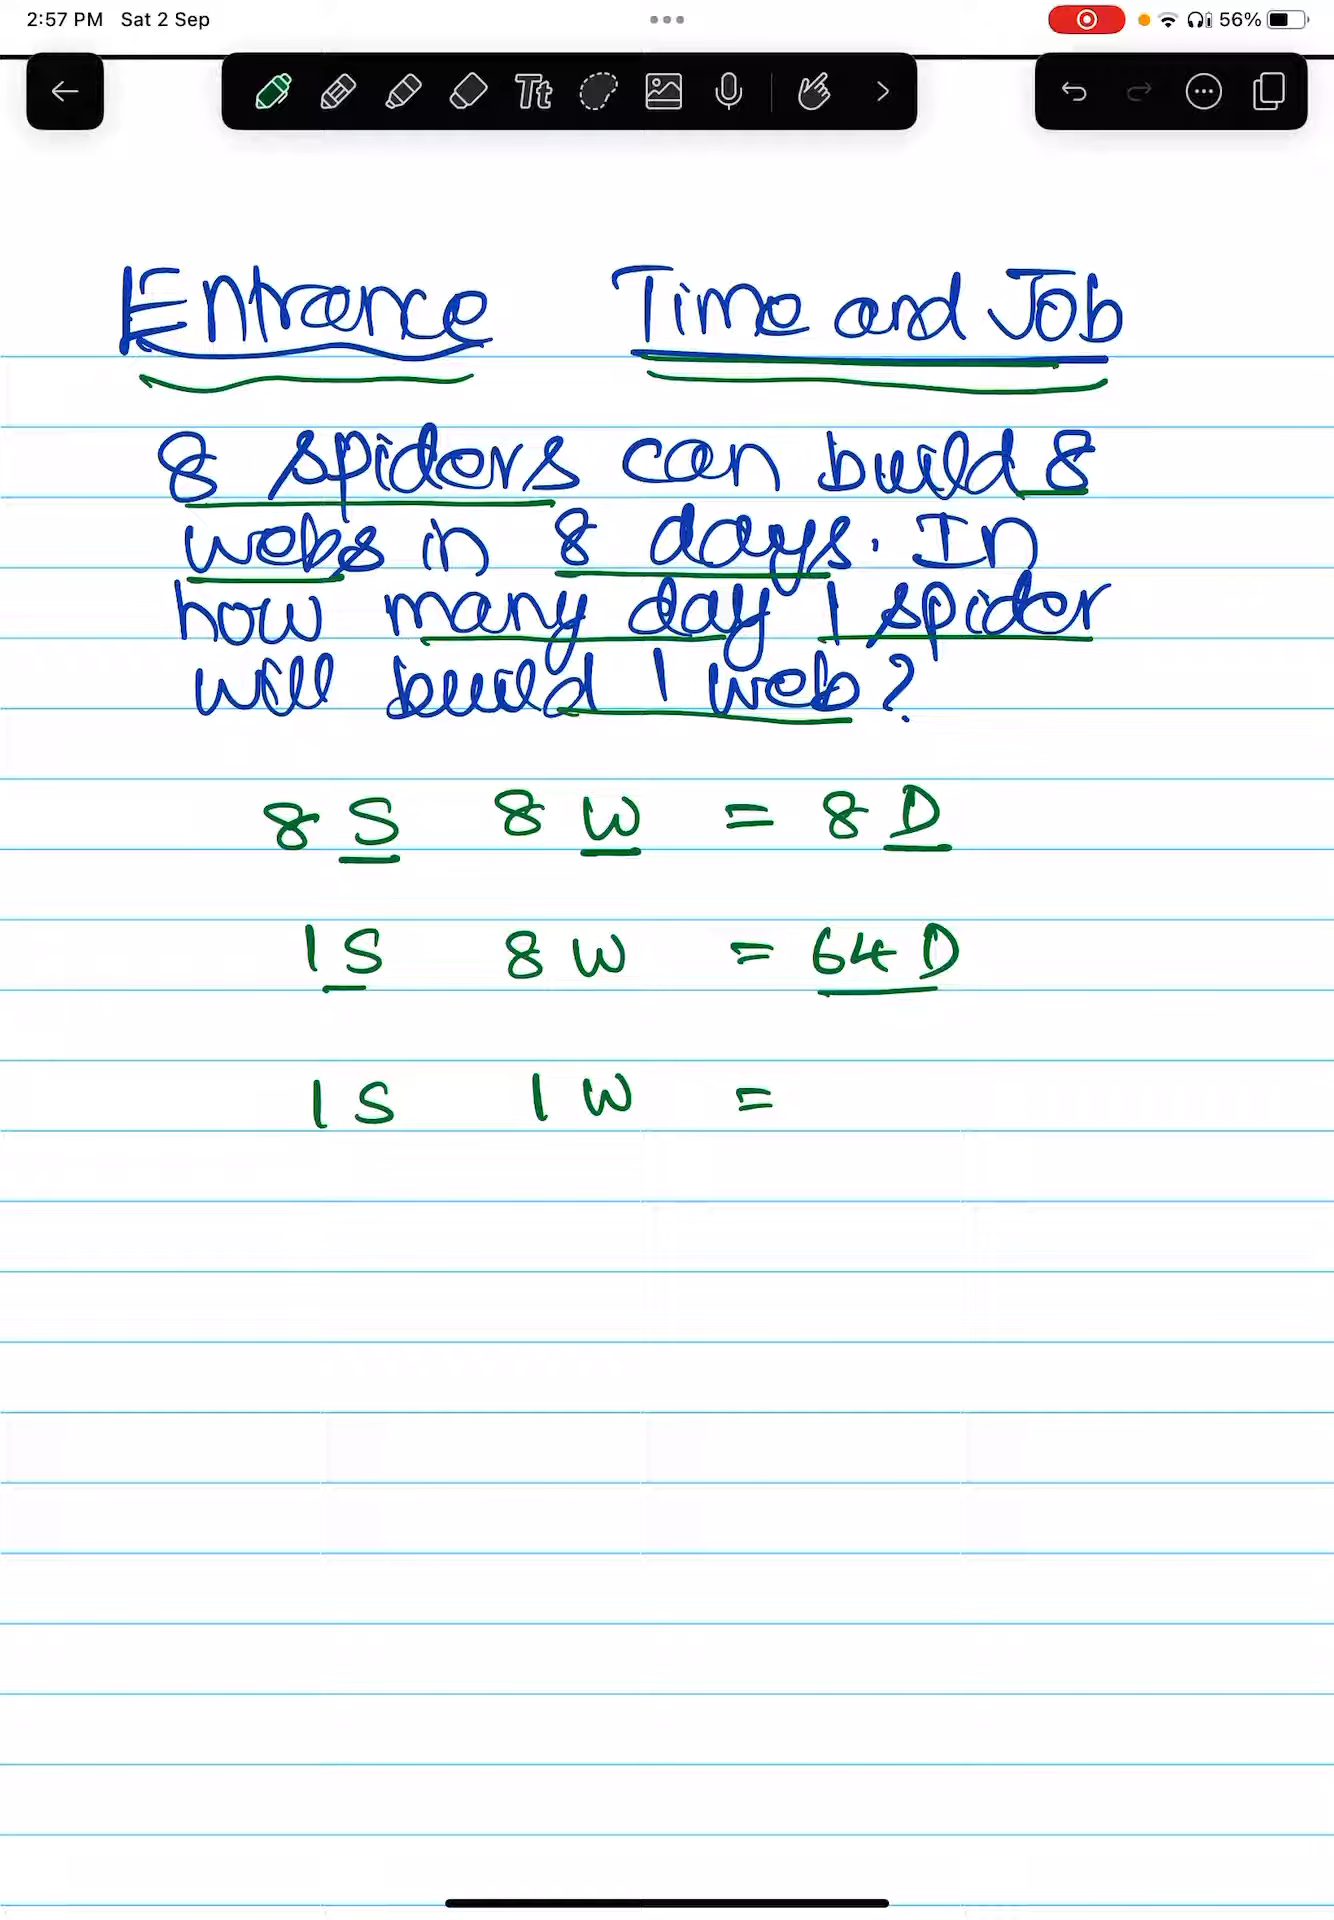 2:57 PM Sat 2 Sep
56%
Tt
Entrance Time and Job
8 spiders can build 8
webs in 8 days. In
how many day 1 spider
will build 1 web?
8 S 8 W = 8 D
1 S 8 W = 64 D
1 S 1 W =